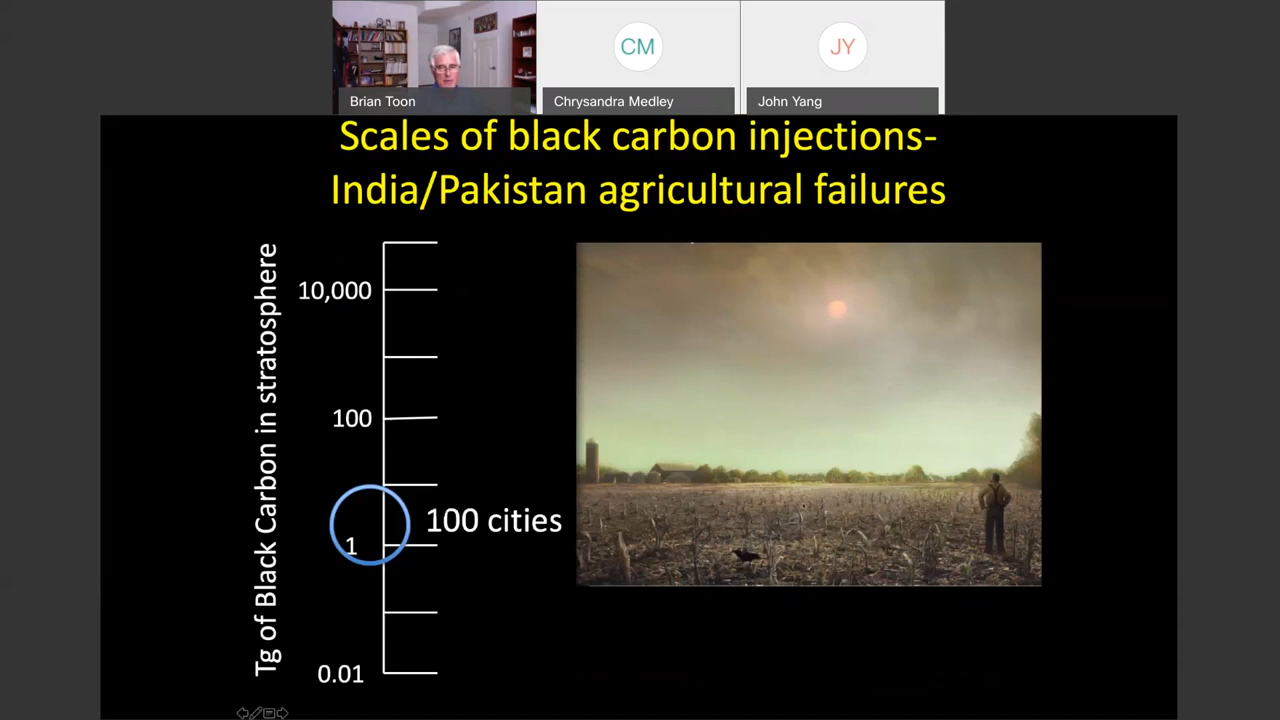 CM
JY
Brian Toon
Chrysandra Medley
John Yang
Scales of black carbon injections-
India/Pakistan agricultural failures
Tg of Black Carbon in stratosphere
10,000
100
100 cities
1
0.01